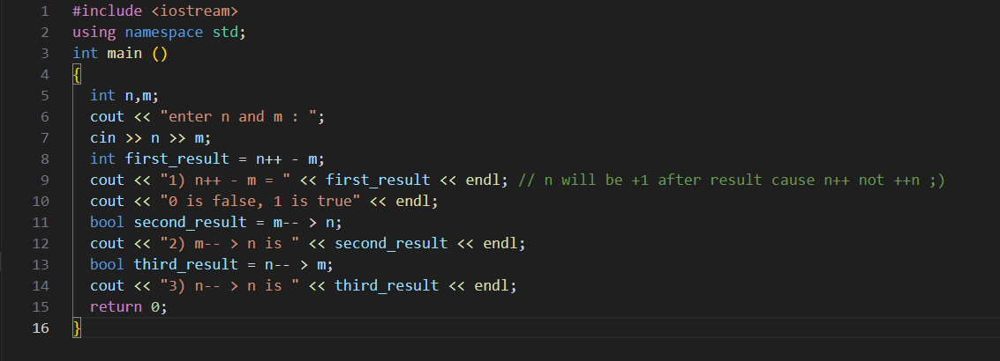 1 #include <iostream>
2 using namespace std;
3 int main ()
4 {
5 int n,m;
6 cout << "enter n and m : ";
7 cin >> n >> m;
8 int first_result = n++ - m;
9 cout << "1) n++ - m = " << first_result << endl; // n will be +1 after result cause n++ not ++n ;)
10 cout << "0 is false, 1 is true" << endl;
11 bool second_result = m-- > n;
12 cout << "2) m-- > n is " << second_result << endl;
13 bool third_result = n-- > m;
14 cout << "3) n-- > n is " << third_result << endl;
15 return 0;
16 }